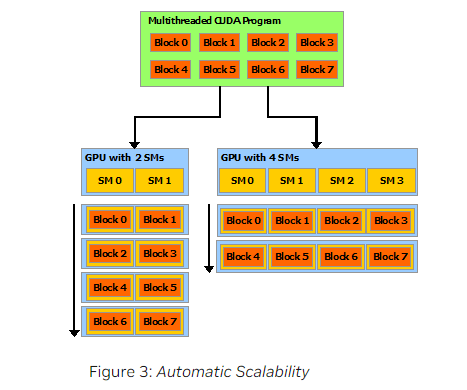 Multithreaded CUDA Program
Block 0 Block 1 Block 2 Block 3
Block 4 Block 5 Block 6 Block 7
GPU with 2 SMs
SM 0 SM 1
Block 0 Block 1
Block 2 Block 3
Block 4 Block 5
Block 6 Block 7
GPU with 4 SMs
SM 0 SM 1 SM 2 SM 3
Block 0 Block 1 Block 2 Block 3
Block 4 Block 5 Block 6 Block 7
Figure 3: Automatic Scalability